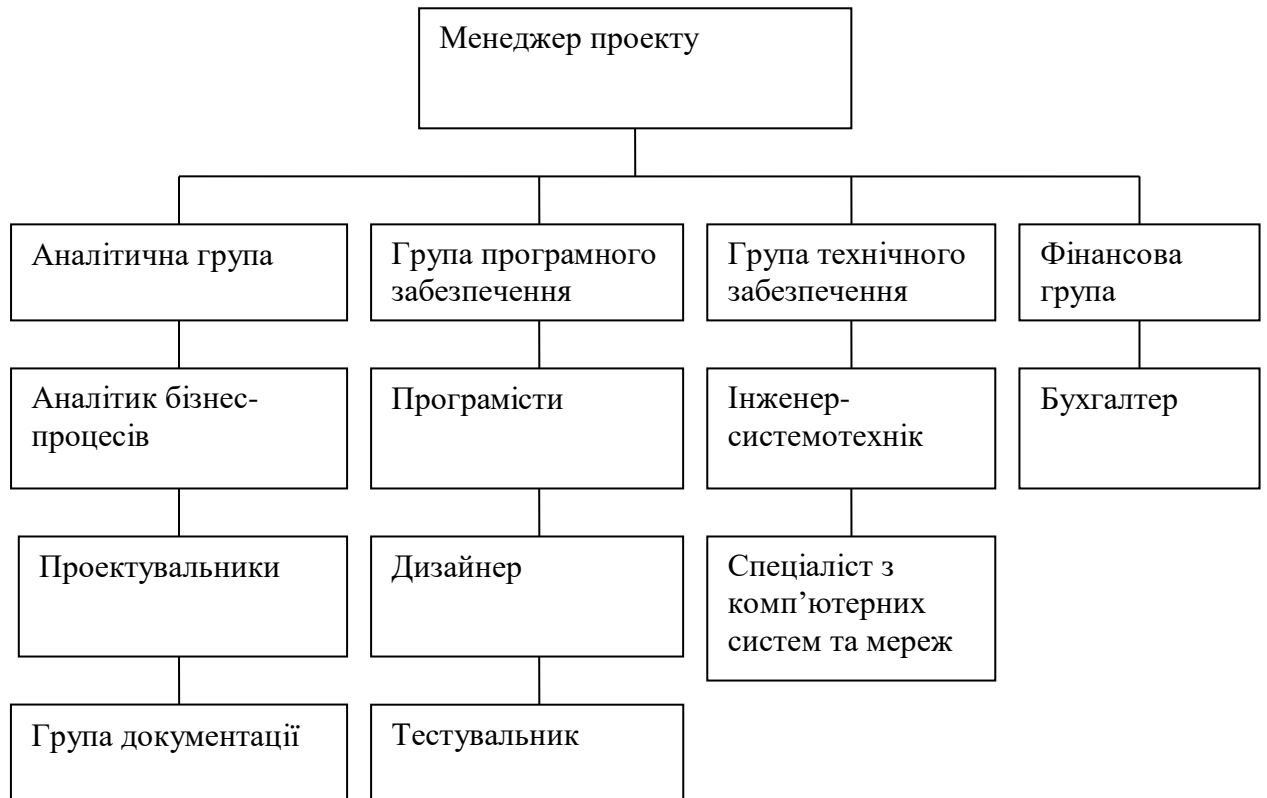 Менеджер проекту
Аналітична група
Група програмного
забезпечення
Група технічного
забезпечення
Фінансова
група
Аналітик бізнес-
процесів
Програмісти
Інженер-
системотехнік
Бухгалтер
Проектувальники
Дизайнер
Спеціаліст з
комп’ютерних
систем та мереж
Група документації
Тестувальник